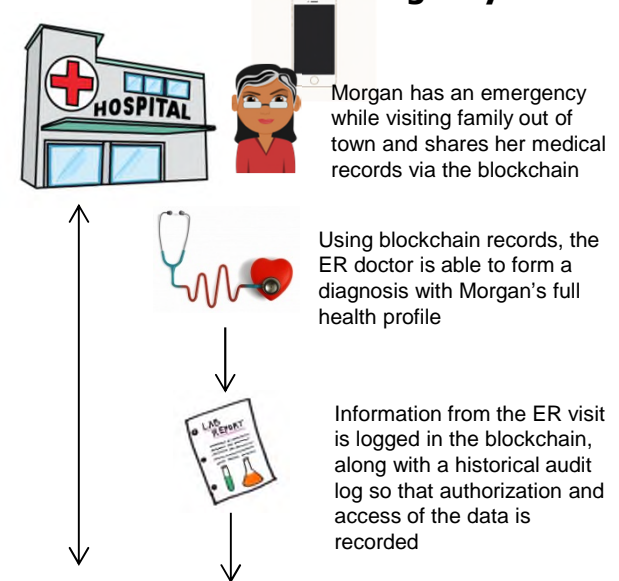 HOSPITAL
Morgan has an emergency
while visiting family out of
town and shares her medical
records via the blockchain
Using blockchain records, the
ER doctor is able to form a
diagnosis with Morgan's full
health profile
LAB
REPORT
Information from the ER visit
is logged in the blockchain,
along with a historical audit
log so that authorization and
access of the data is
recorded